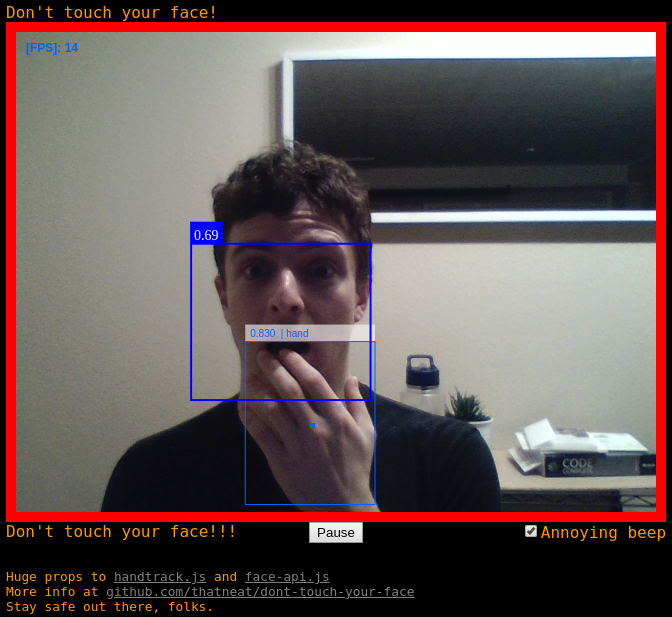 Don't touch your face!
[FPS]: 14
0.69
0.830 | hand
CODE
COMPLETE
Don't touch your face!!!
Pause
Annoying beep
Huge props to handtrack.js and face-api.js
More info at github.com/thatneat/dont-touch-your-face
Stay safe out there, folks.